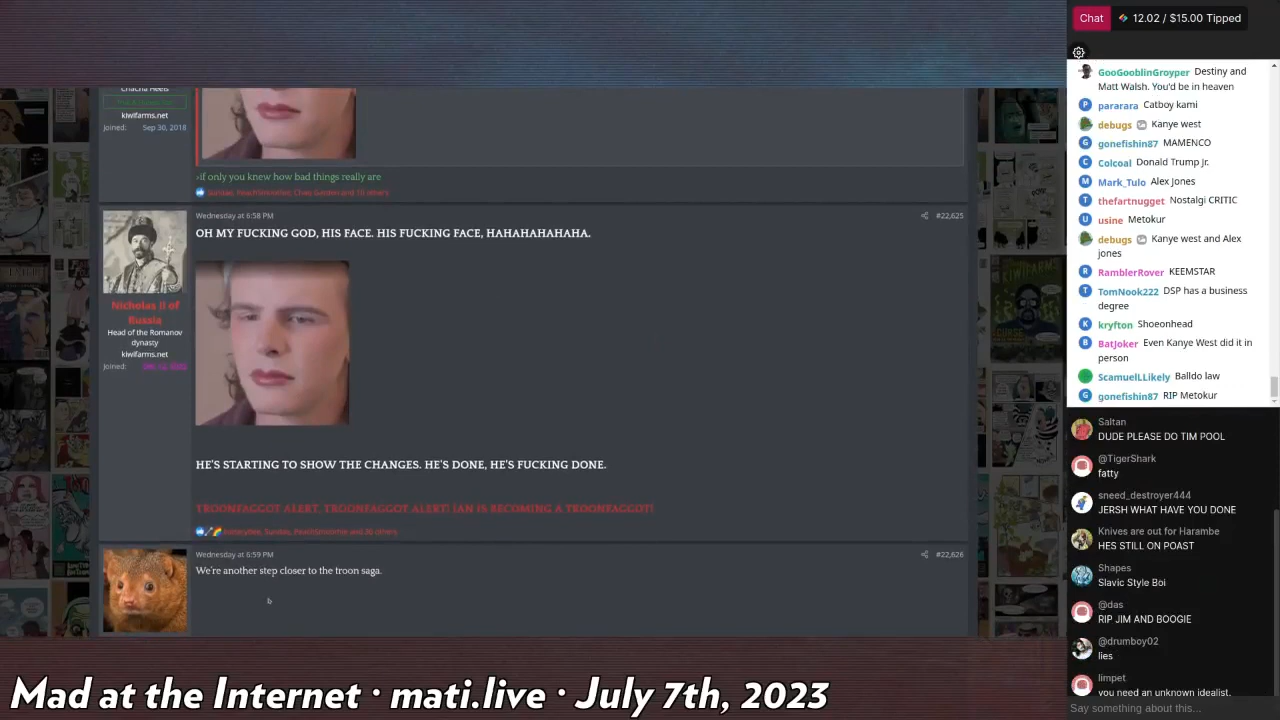 Chacha Heels
kiwifarms.net
Joined: Sep 30, 2018
if only you knew how bad things really are
Wednesday at 6:58 PM
#22,625
OH MY FUCKING GOD, HIS FACE. HIS FUCKING FACE, HAHAHAHAHAHA.
Nicholas II of
Russia
Head of the Romanov
dynasty
kiwifarms.net
Joined:
HE'S STARTING TO SHOW THE CHANGES. HE'S DONE, HE'S FUCKING DONE.
TROONFAGGOT ALERT, TROONFAGGOT ALERT! IAN IS BECOMING A TROONFAGGOT!
Wednesday at 6:59 PM
#22,626
We're another step closer to the troon saga.
Mad at the Internet · mati.live · July 7th, 2023
Chat
12.02 / $15.00 Tipped
GooGooblinGroyper Destiny and
Matt Walsh. You'd be in heaven
pararara Catboy kami
debugs Kanye west
gonefishin87 MAMENCO
Colcoal Donald Trump Jr.
Mark_Tulo Alex Jones
thefartnugget Nostalgi CRITIC
usine Metokur
debugs Kanye west and Alex
jones
RamblerRover KEEMSTAR
TomNook222 DSP has a business
degree
kryfton Shoeonhead
BatJoker Even Kanye West did it in
person
ScamuelLLikely Balldo law
gonefishin87 RIP Metokur
Saltan
DUDE PLEASE DO TIM POOL
@TigerShark
fatty
sneed_destroyer444
JERSH WHAT HAVE YOU DONE
Knives are out for Harambe
HES STILL ON POAST
Shapes
Slavic Style Boi
@das
RIP JIM AND BOOGIE
@drumboy02
lies
limpet
you need an unknown idealist.
Say something about this...